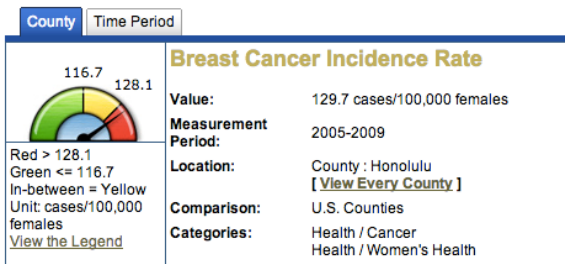 County
Time Period
116.7
128.1
Red > 128.1
Green <= 116.7
In-between = Yellow
Unit: cases/100,000
females
View the Legend
Breast Cancer Incidence Rate
Value: 129.7 cases/100,000 females
Measurement
Period: 2005-2009
Location: County : Honolulu
[ View Every County ]
Comparison: U.S. Counties
Categories: Health / Cancer
Health / Women's Health